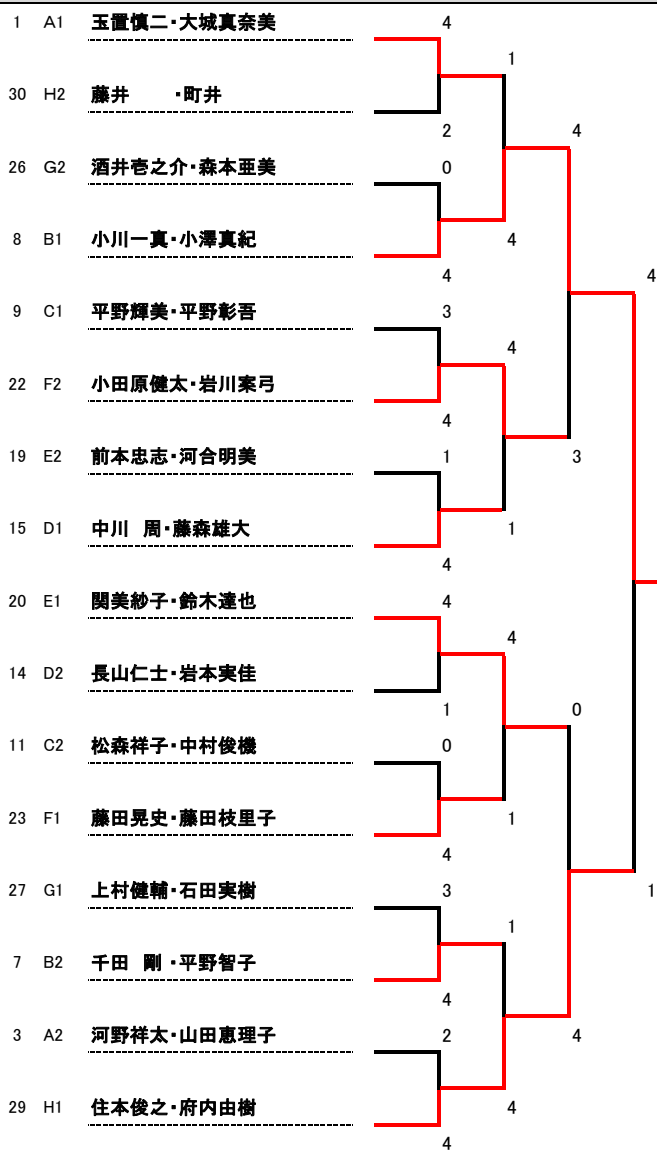 1 A1 玉置慎二・大城真奈美
4
1
30 H2 藤井　　・町井
2
4
26 G2 酒井壱之介・森本亜美
0
8 B1 小川一真・小澤真紀
4
4
4
9 C1 平野輝美・平野彰吾
3
4
22 F2 小田原健太・岩川案弓
4
19 E2 前本忠志・河合明美
1
3
15 D1 中川　周・藤森雄大
1
4
20 E1 関美紗子・鈴木達也
4
4
14 D2 長山仁士・岩本実佳
1
0
11 C2 松森祥子・中村俊機
0
23 F1 藤田晃史・藤田枝里子
1
4
27 G1 上村健輔・石田実樹
3
1
1
7 B2 千田　剛・平野智子
4
3 A2 河野祥太・山田恵理子
2
4
29 H1 住本俊之・府内由樹
4
4